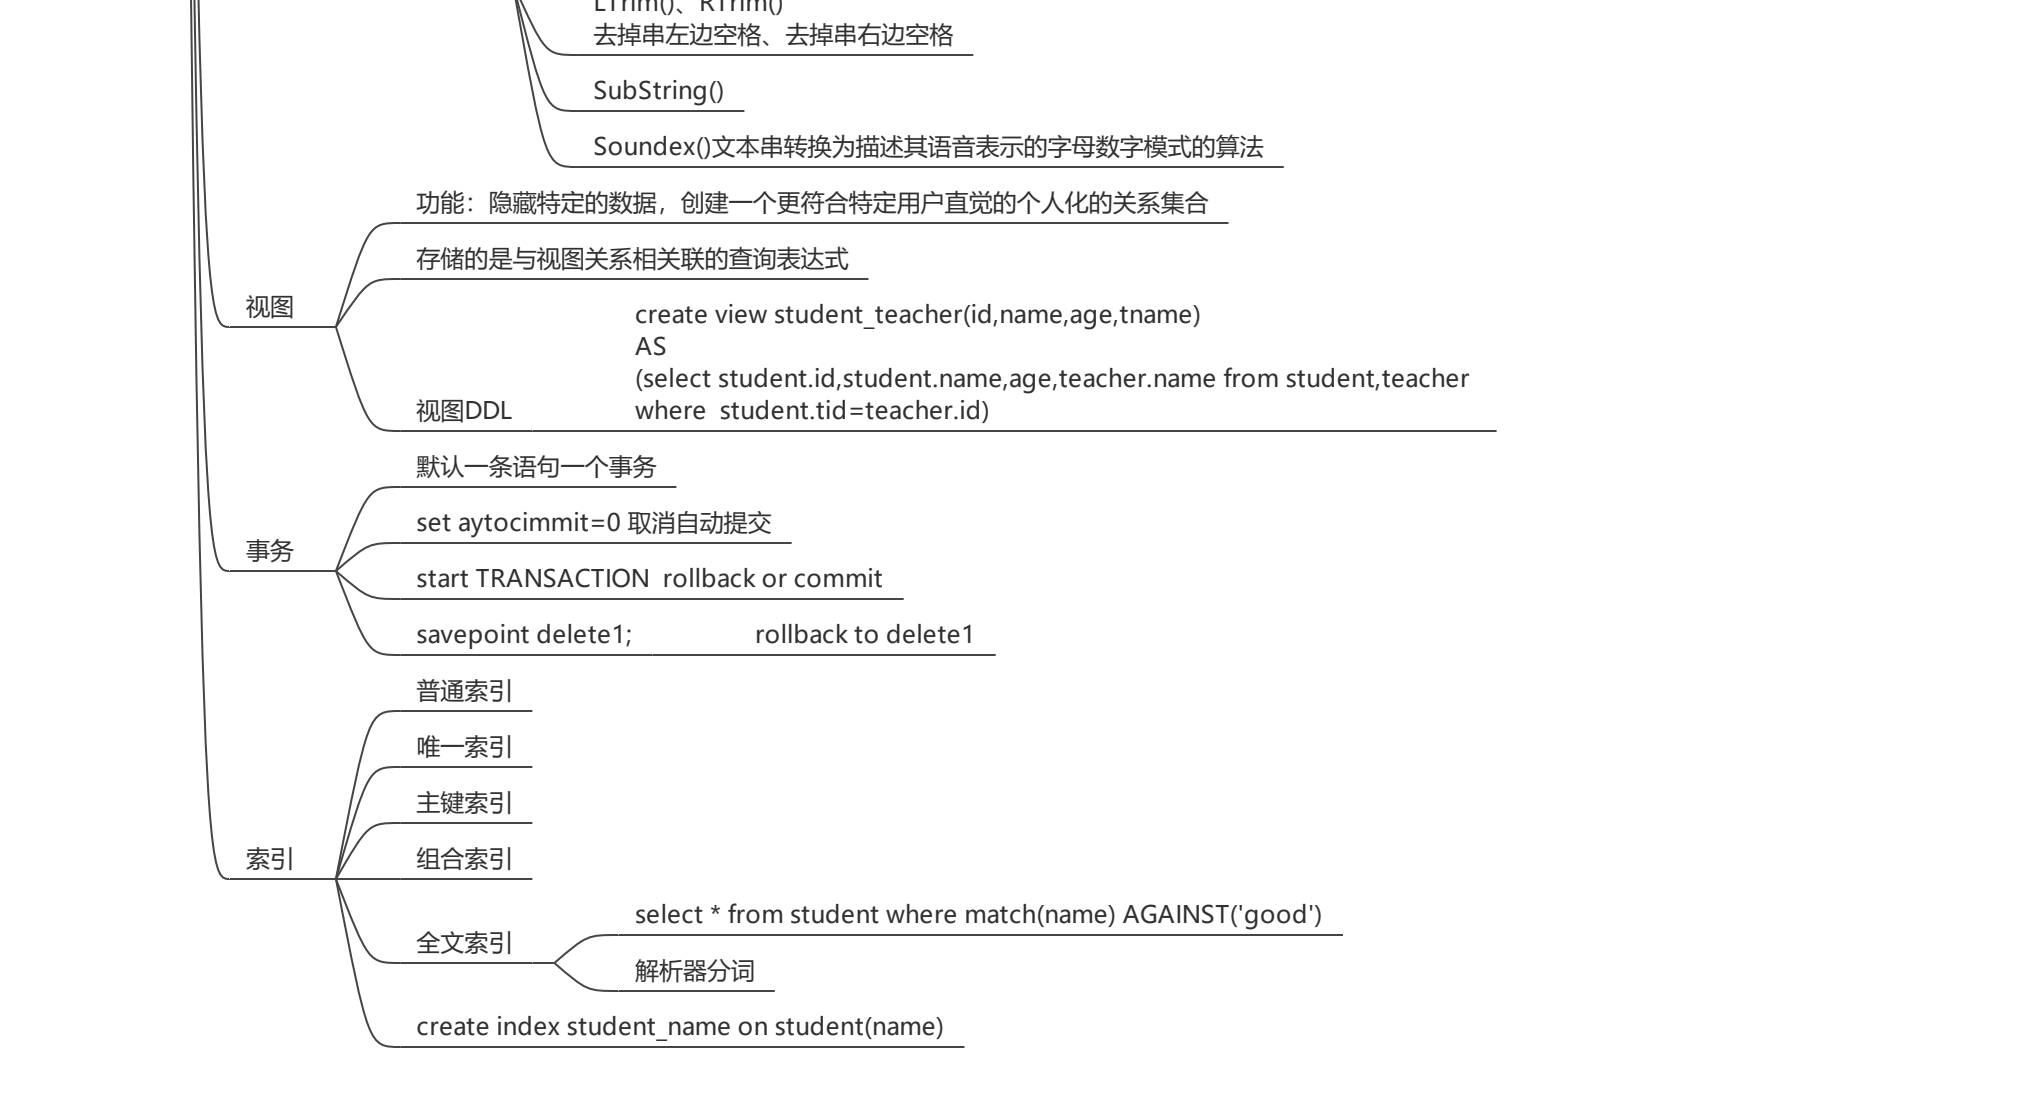 LTrim()、RTrim()
去掉串左边空格、去掉串右边空格
SubString()
Soundex()文本串转换为描述其语音表示的字母数字模式的算法
视图
功能：隐藏特定的数据，创建一个更符合特定用户直觉的个人化的关系集合
存储的是与视图关系相关联的查询表达式
视图DDL
create view student_teacher(id,name,age,tname)
AS
(select student.id,student.name,age,teacher.name from student,teacher
where  student.tid=teacher.id)
事务
默认一条语句一个事务
set aytocimmit=0 取消自动提交
start TRANSACTION  rollback or commit
savepoint delete1;
rollback to delete1
索引
普通索引
唯一索引
主键索引
组合索引
全文索引
select * from student where match(name) AGAINST('good')
解析器分词
create index student_name on student(name)